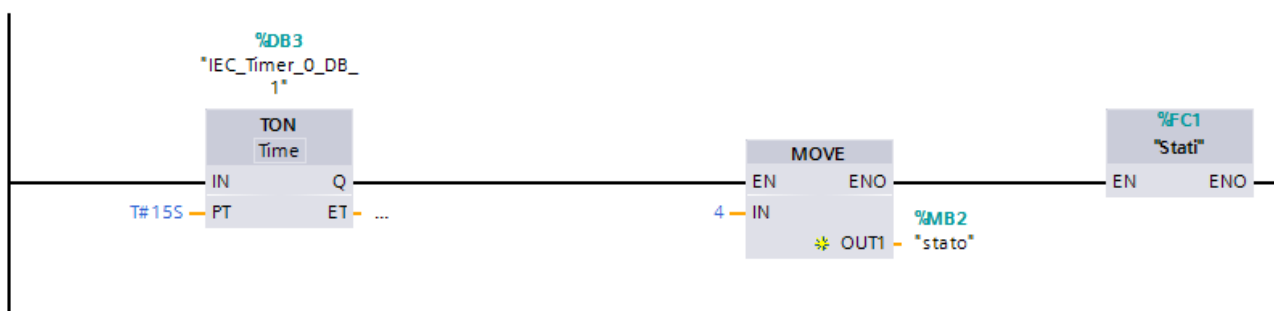 %DB3
"IEC_Timer_0_DB_
1"
TON
Time
IN Q
T#15S PT ET ...
MOVE
EN ENO
4 IN
OUT1
%MB2
"stato"
%FC1
"Stati"
EN ENO